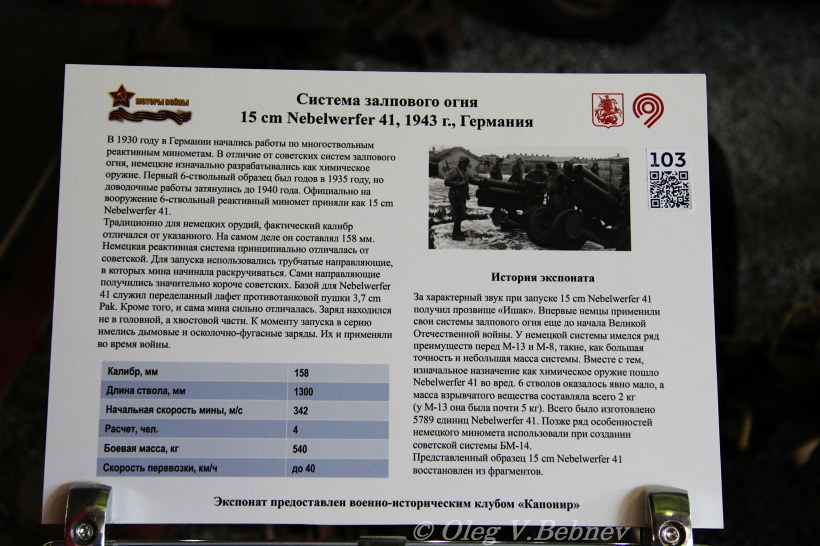 МОТОРЫ ВОЙНЫ
Система залпового огня
15 cm Nebelwerfer 41, 1943 г., Германия
В 1930 году в Германии начались работы по многоствольным
реактивным минометам. В отличие от советских систем залпового
огня, немецкие изначально разрабатывались как химическое
оружие. Первый 6-ствольный образец был годов в 1935 году, но
доводочные работы затянулись до 1940 года. Официально на
вооружение 6-ствольный реактивный миномет приняли как 15 cm
Nebelwerfer 41.
Традиционно для немецких орудий, фактический калибр
отличался от указанного. На самом деле он составлял 158 мм.
Немецкая реактивная система принципиально отличалась от
советской. Для запуска использовались трубчатые направляющие,
в которых мина начинала раскручиваться. Сами направляющие
получились значительно короче советских. Базой для Nebelwerfer
41 служил переделанный лафет противотанковой пушки 3,7 cm
Pak. Кроме того, и сама мина сильно отличалась. Заряд находился
не в головной, а хвостовой части. К моменту запуска в серию
имелись дымовые и осколочно-фугасные заряды. Их и применяли
во время войны.
Калибр, мм 158
Длина ствола, мм 1300
Начальная скорость мины, м/с 342
Расчет, чел. 4
Боевая масса, кг 540
Скорость перевозки, км/ч до 40
103
История экспоната
За характерный звук при запуске 15 cm Nebelwerfer 41
получил прозвище «Ишак». Впервые немцы применили
свои системы залпового огня еще до начала Великой
Отечественной войны. У немецкой системы имелся ряд
преимуществ перед М-13 и М-8, такие, как большая
точность и небольшая масса системы. Вместе с тем,
изначальное назначение как химическое оружие пошло
Nebelwerfer 41 во вред. 6 стволов оказалось явно мало, а
масса взрывчатого вещества составляла всего 2 кг
(у М-13 она была почти 5 кг). Всего было изготовлено
5789 единиц Nebelwerfer 41. Позже ряд особенностей
немецкого миномета использовали при создании
советской системы БМ-14.
Представленный образец 15 cm Nebelwerfer 41
восстановлен из фрагментов.
Экспонат предоставлен военно-историческим клубом «Капонир»
© Oleg V.Bebnev